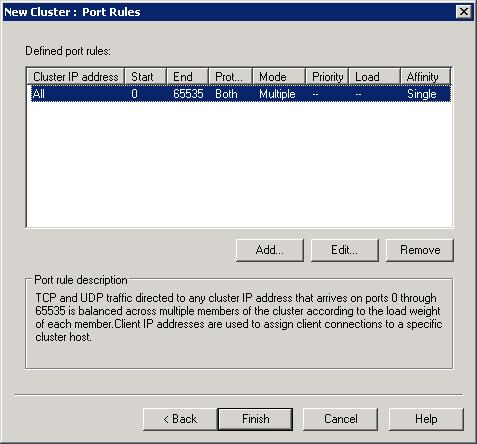 New Cluster : Port Rules
Defined port rules:
Cluster IP address Start End Prot... Mode Priority Load Affinity
All 0 65535 Both Multiple -- -- Single
Add... Edit... Remove
Port rule description
TCP and UDP traffic directed to any cluster IP address that arrives on ports 0 through
65535 is balanced across multiple members of the cluster according to the load weight
of each member.Client IP addresses are used to assign client connections to a specific
cluster host.
< Back Finish Cancel Help